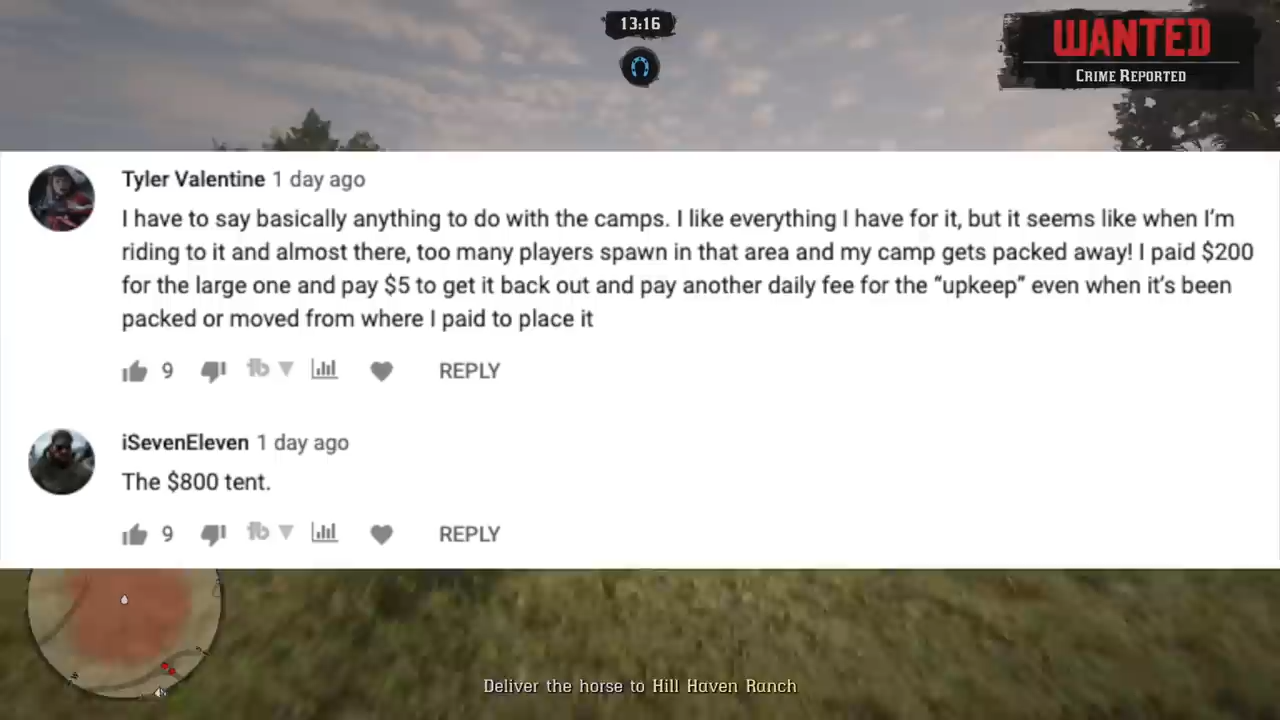 13:16
WANTED
Crime Reported
Tyler Valentine 1 day ago
I have to say basically anything to do with the camps. I like everything I have for it, but it seems like when I’m
riding to it and almost there, too many players spawn in that area and my camp gets packed away! I paid $200
for the large one and pay $5 to get it back out and pay another daily fee for the “upkeep” even when it’s been
packed or moved from where I paid to place it
9 tb REPLY
iSevenEleven 1 day ago
The $800 tent.
9 tb REPLY
Deliver the horse to Hill Haven Ranch